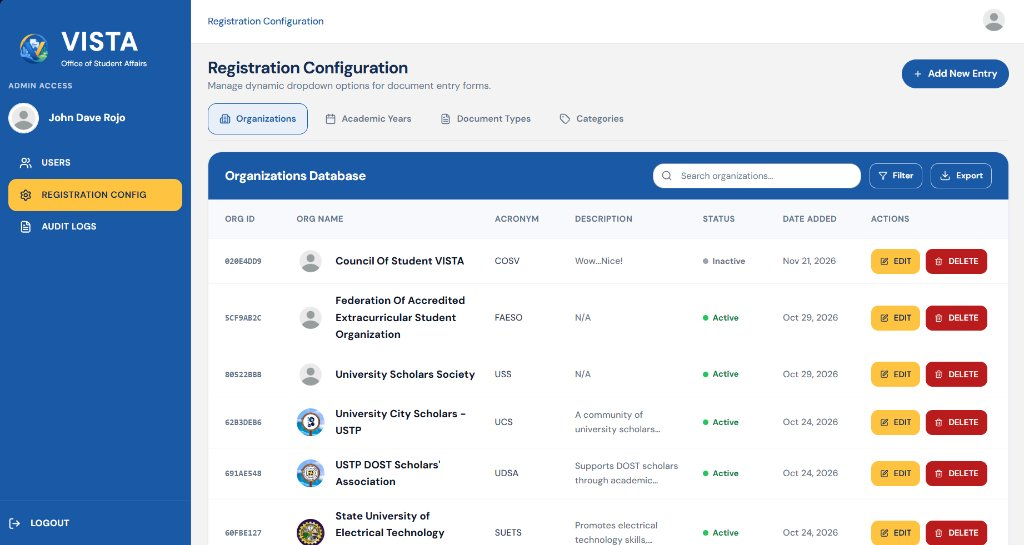 VISTA
Office of Student Affairs
ADMIN ACCESS
John Dave Rojo
USERS
REGISTRATION CONFIG
AUDIT LOGS
LOGOUT
Registration Configuration
Registration Configuration
Manage dynamic dropdown options for document entry forms.
+ Add New Entry
Organizations Academic Years Document Types Categories
Organizations Database
Search organizations...
Filter
Export
ORG ID ORG NAME ACRONYM DESCRIPTION STATUS DATE ADDED ACTIONS
020E4DD9 Council Of Student VISTA COSV Wow...Nice! Inactive Nov 21, 2026 EDIT DELETE
Federation Of Accredited
5CF9AB2C Extracurricular Student FAESO N/A Active Oct 29, 2026 EDIT DELETE
Organization
80522BBB University Scholars Society USS N/A Active Oct 29, 2026 EDIT DELETE
University City Scholars - A community of
62B3DEB6 UCS Active Oct 24, 2026 EDIT DELETE
USTP university scholars...
USTP DOST Scholars' Supports DOST scholars
691AE548 UDSA Active Oct 24, 2026 EDIT DELETE
Association through academic...
State University of Promotes electrical
60FBE127 Electrical Technology SUETS technology skills,... Active Oct 24, 2026 EDIT DELETE